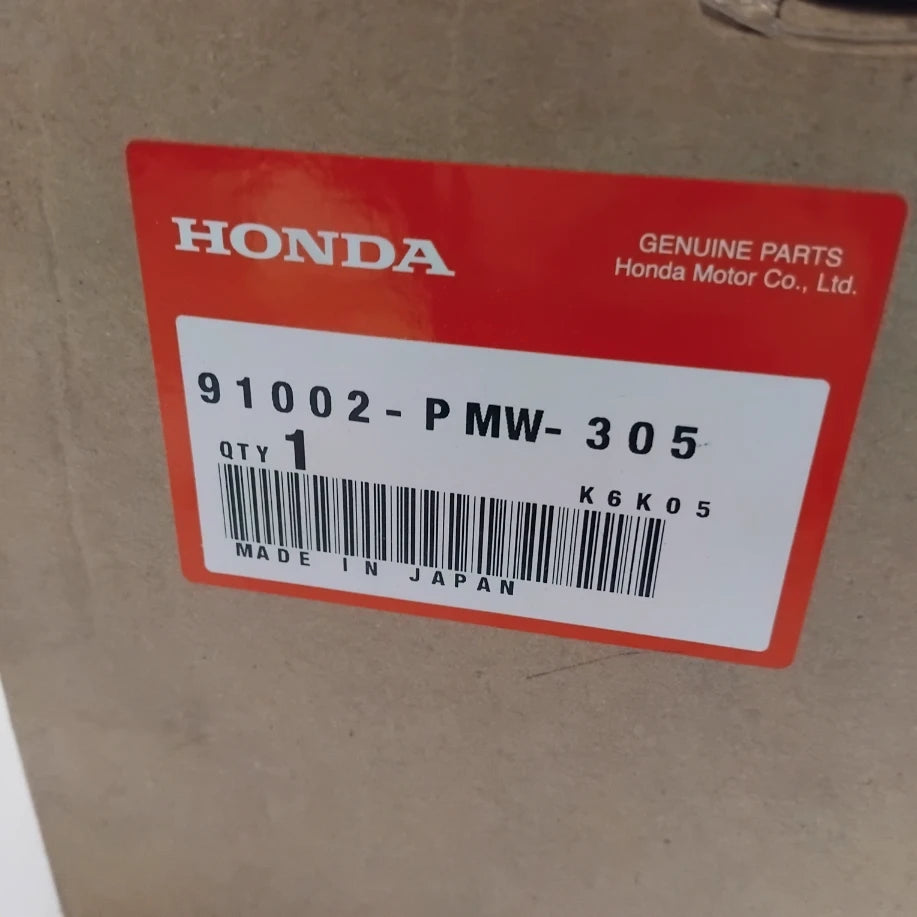 HONDA
GENUINE PARTS
Honda Motor Co., Ltd.
91002-PMW-305
QTY 1
K6K05
MADE IN JAPAN